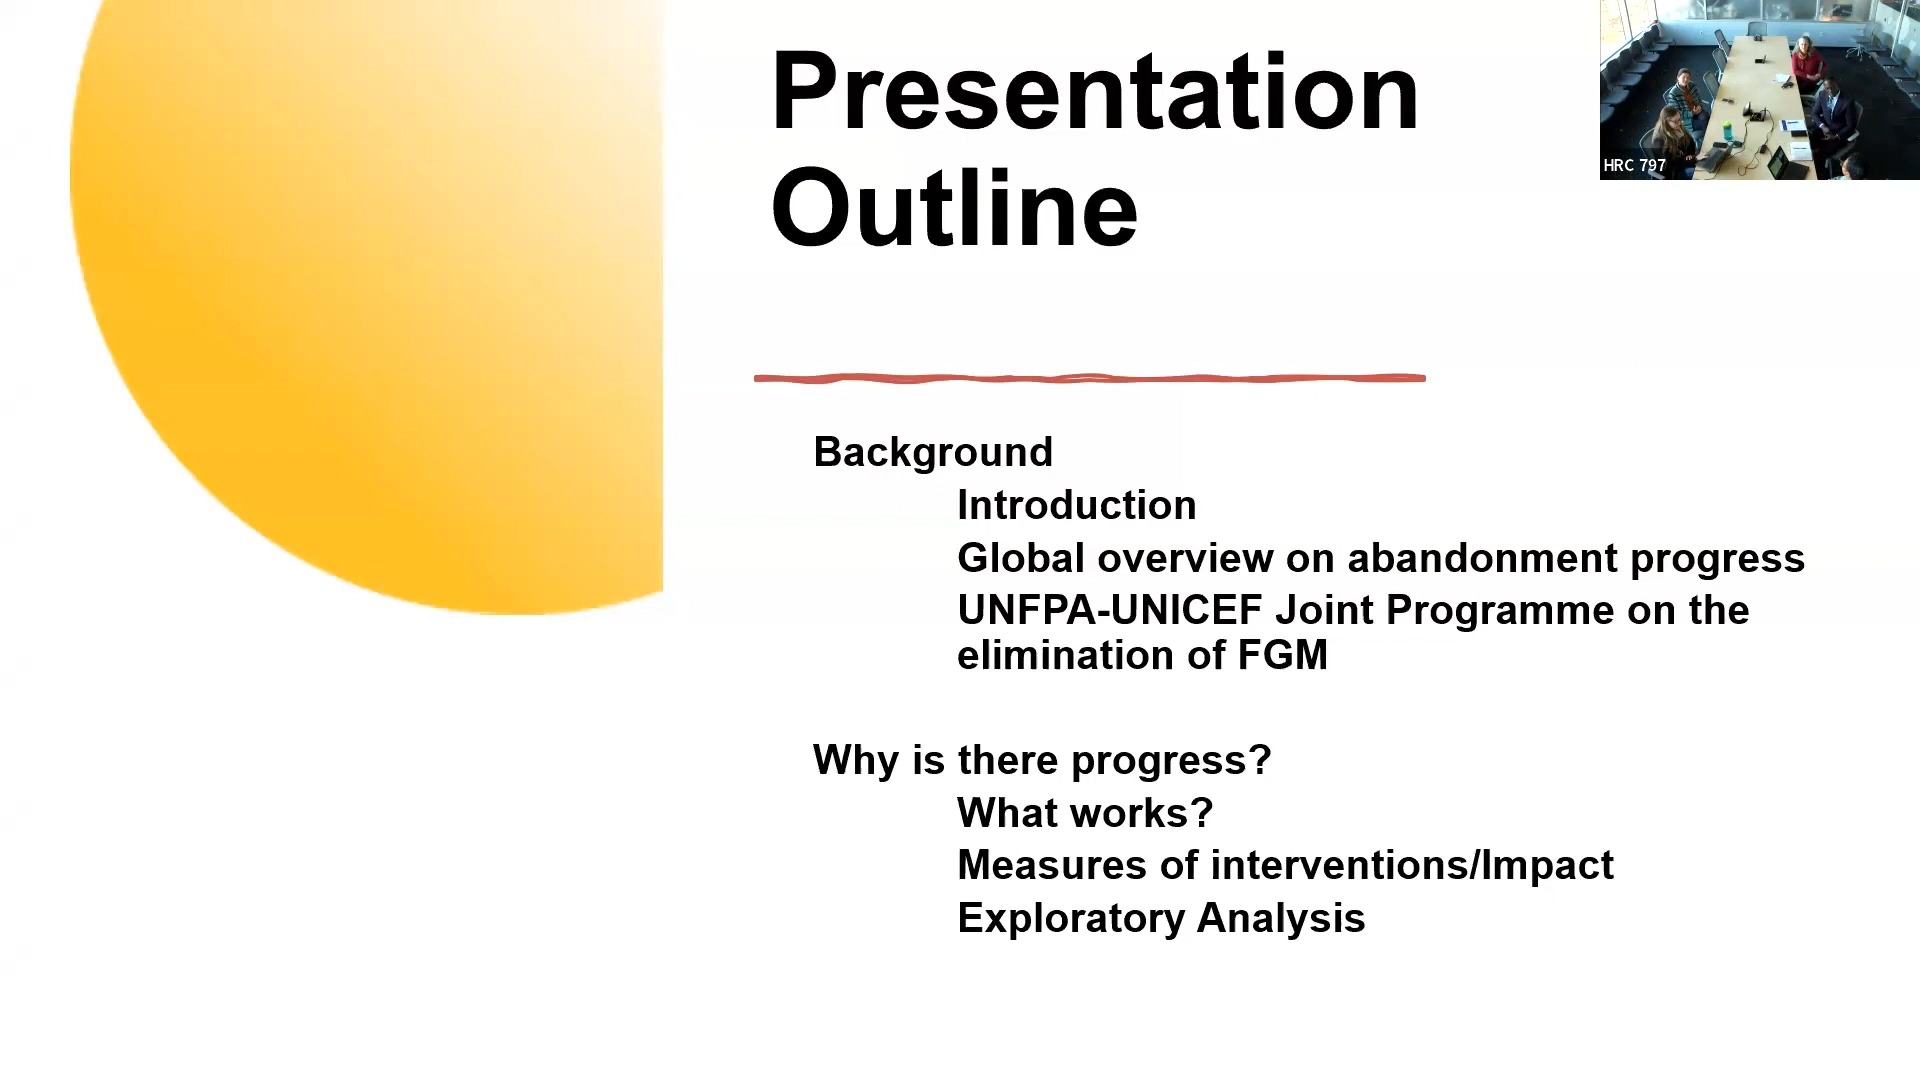 Presentation
Outline
HRC 797
Background
Introduction
Global overview on abandonment progress
UNFPA-UNICEF Joint Programme on the
elimination of FGM
Why is there progress?
What works?
Measures of interventions/Impact
Exploratory Analysis